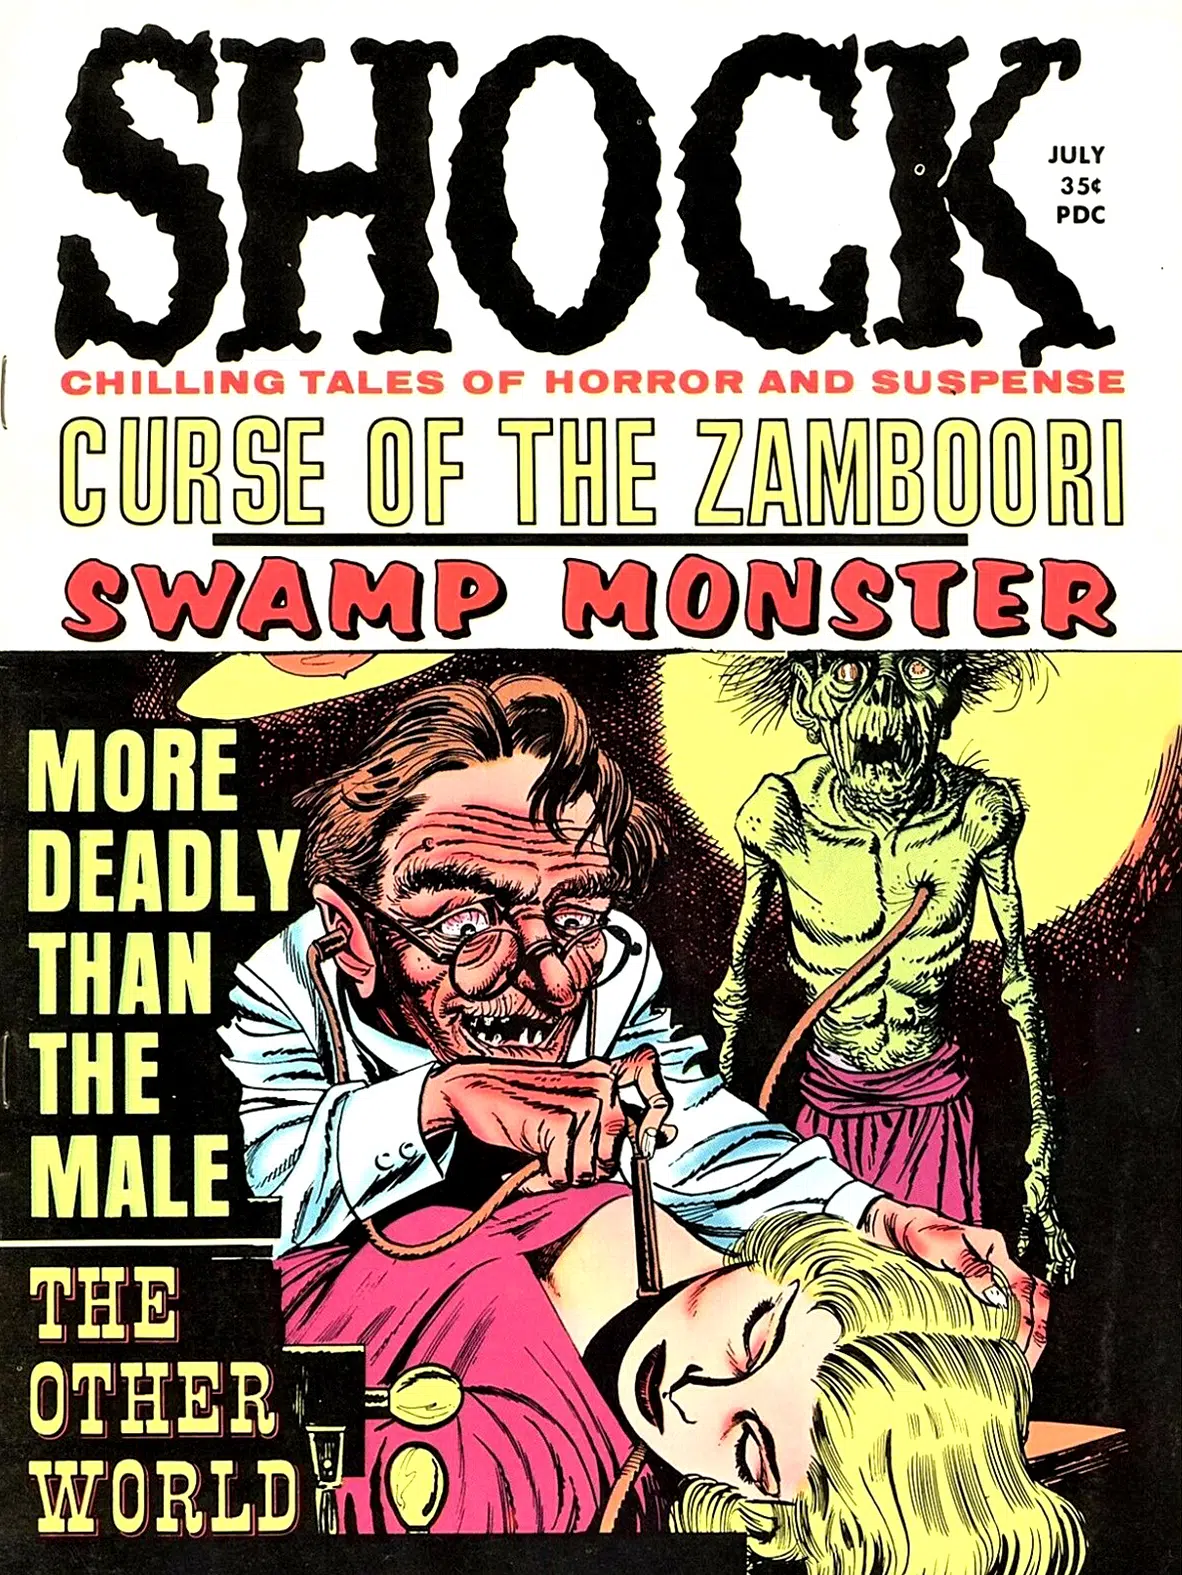 SHOCK
JULY
35¢
PDC
CHILLING TALES OF HORROR AND SUSPENSE
CURSE OF THE ZAMBOORI
SWAMP MONSTER
MORE
DEADLY
THAN
THE
MALE
THE
OTHER
WORLD